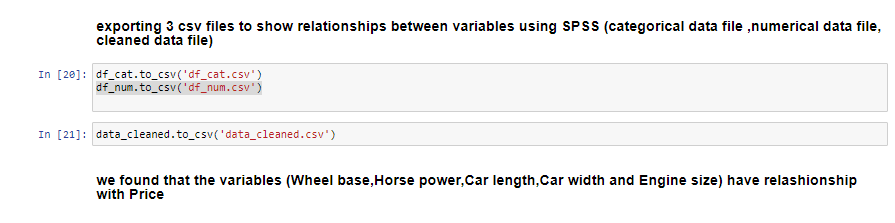 exporting 3 csv files to show relationships between variables using SPSS (categorical data file ,numerical data file,
cleaned data file)
In [20]: df_cat.to_csv('df_cat.csv')
df_num.to_csv('df_num.csv')
In [21]: data_cleaned.to_csv('data_cleaned.csv')
we found that the variables (Wheel base,Horse power,Car length,Car width and Engine size) have relashionship
with Price